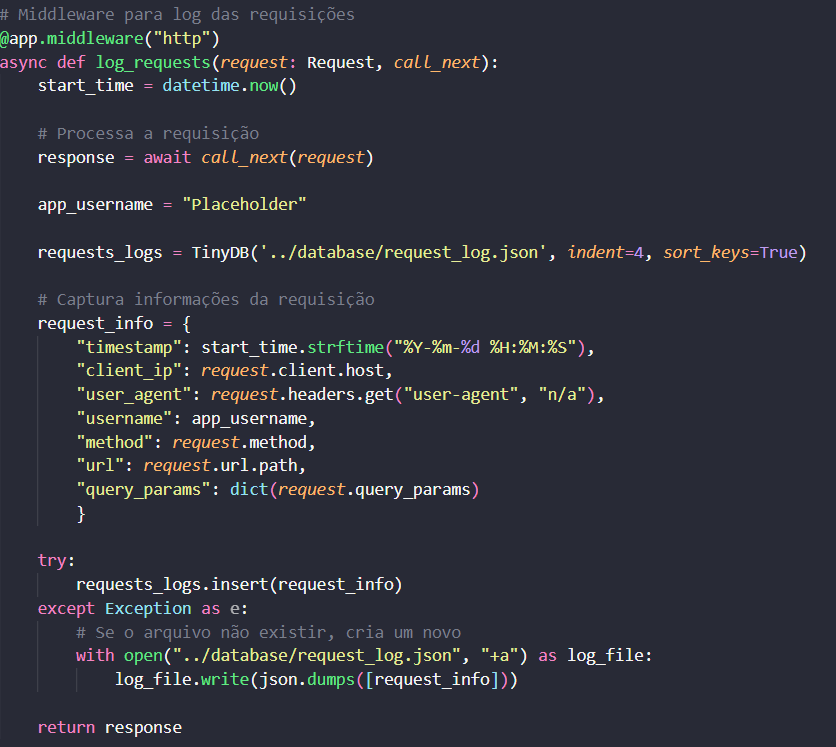 # Middleware para log das requisições
@app.middleware("http")
async def log_requests(request: Request, call_next):
    start_time = datetime.now()

    # Processa a requisição
    response = await call_next(request)

    app_username = "Placeholder"

    requests_logs = TinyDB('../database/request_log.json', indent=4, sort_keys=True)

    # Captura informações da requisição
    request_info = {
        "timestamp": start_time.strftime("%Y-%m-%d %H:%M:%S"),
        "client_ip": request.client.host,
        "user_agent": request.headers.get("user-agent", "n/a"),
        "username": app_username,
        "method": request.method,
        "url": request.url.path,
        "query_params": dict(request.query_params)
        }

    try:
        requests_logs.insert(request_info)
    except Exception as e:
        # Se o arquivo não existir, cria um novo
        with open("../database/request_log.json", "+a") as log_file:
            log_file.write(json.dumps([request_info]))

    return response